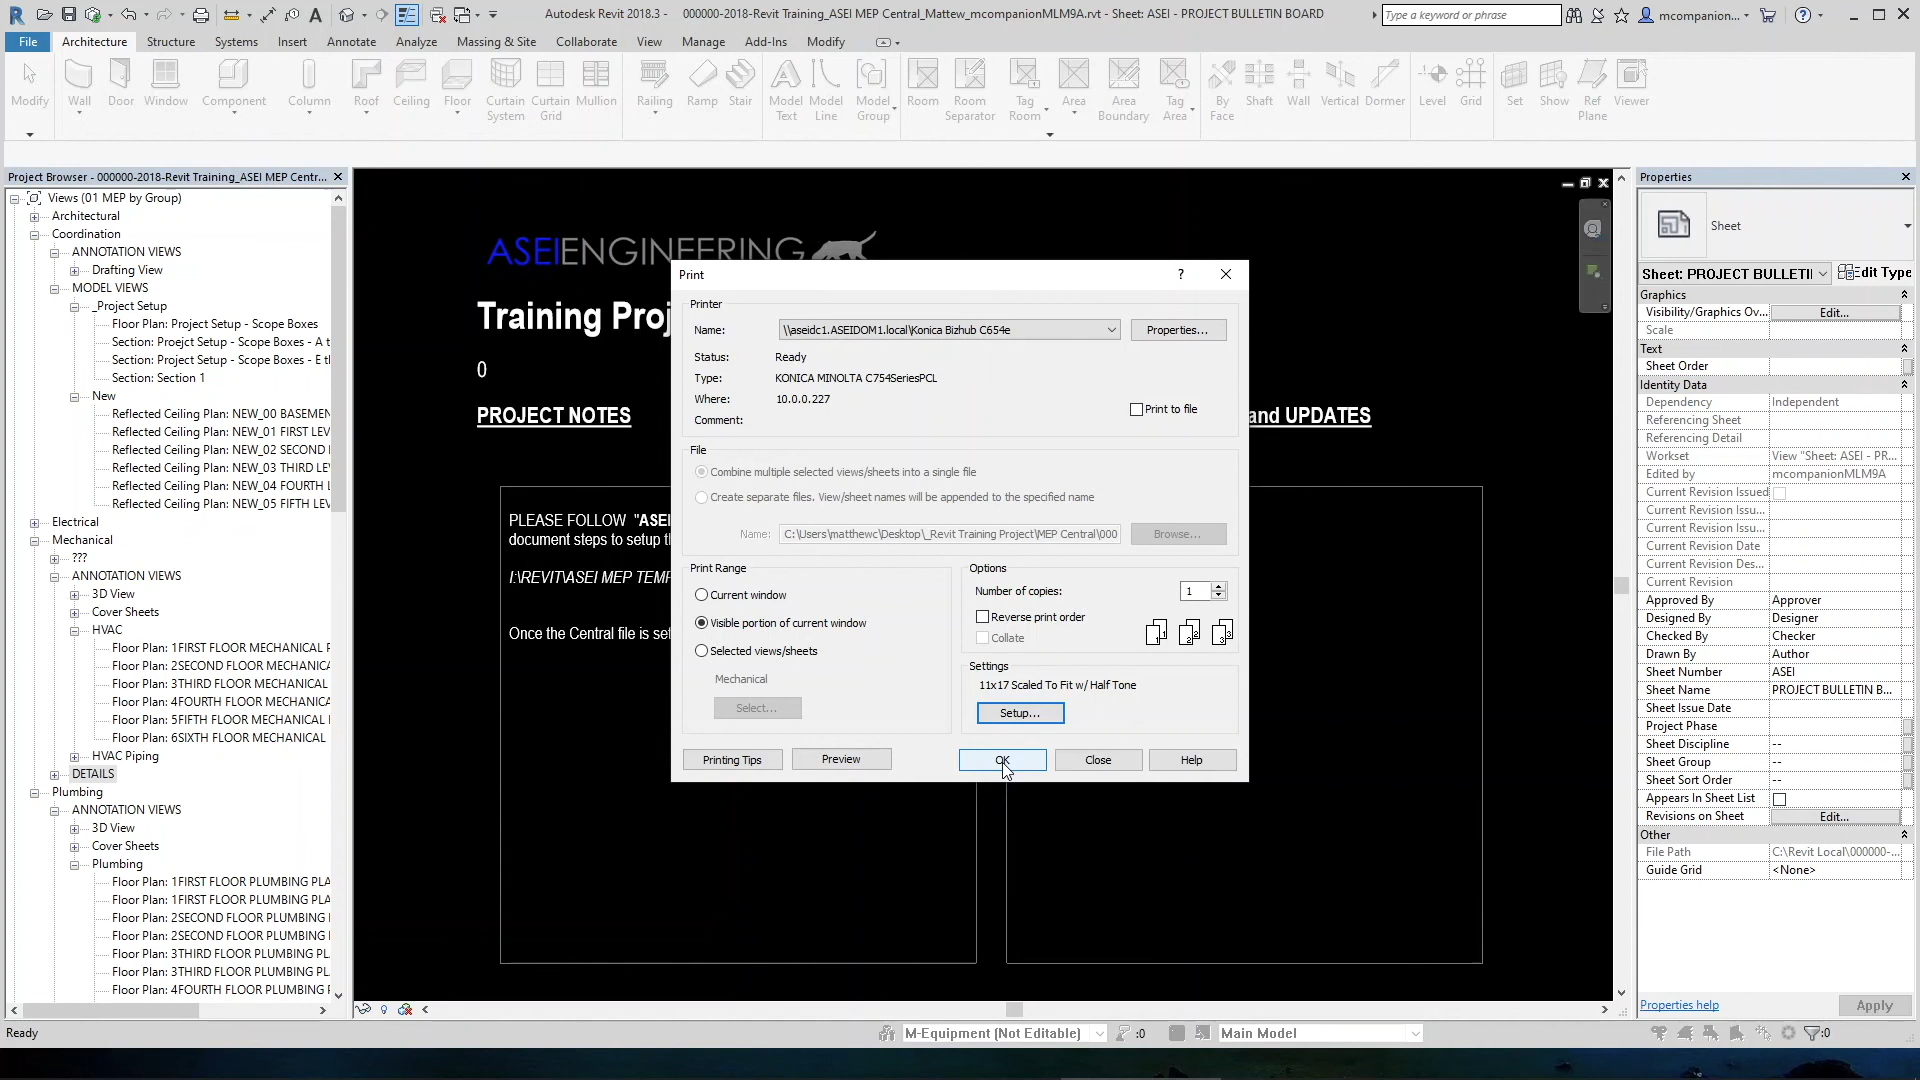 Autodesk Revit 2018.3 - 000000-2018-Revit Training_ASEI MEP Central_Mattew_mcompanionMLM9A.rvt - Sheet: ASEI - PROJECT BULLETIN BOARD
Type a keyword or phrase
mcompanion...
File Architecture Structure Systems Insert Annotate Analyze Massing & Site Collaborate View Manage Add-Ins Modify
Modify Wall Door Window Component Column Roof Ceiling Floor Curtain System Curtain Grid Mullion Railing Ramp Stair Model Text Model Line Model Group Room Room Separator Tag Room Area Area Boundary Tag Area By Face Shaft Wall Vertical Dormer Level Grid Set Show Ref Plane Viewer
Project Browser - 000000-2018-Revit Training_ASEI MEP Centr...
Views (01 MEP by Group)
Architectural
Coordination
ANNOTATION VIEWS
Drafting View
MODEL VIEWS
_Project Setup
Floor Plan: Project Setup - Scope Boxes
Section: Proejct Setup - Scope Boxes - A t
Section: Project Setup - Scope Boxes - E th
Section: Section 1
New
Reflected Ceiling Plan: NEW_00 BASEMEN
Reflected Ceiling Plan: NEW_01 FIRST LEV
Reflected Ceiling Plan: NEW_02 SECOND
Reflected Ceiling Plan: NEW_03 THIRD LE
Reflected Ceiling Plan: NEW_04 FOURTH
Reflected Ceiling Plan: NEW_05 FIFTH LEV
Electrical
Mechanical
???
ANNOTATION VIEWS
3D View
Cover Sheets
HVAC
Floor Plan: 1FIRST FLOOR MECHANICAL
Floor Plan: 2SECOND FLOOR MECHANICA
Floor Plan: 3THIRD FLOOR MECHANICAL
Floor Plan: 4FOURTH FLOOR MECHANICA
Floor Plan: 5FIFTH FLOOR MECHANICAL
Floor Plan: 6SIXTH FLOOR MECHANICAL
HVAC Piping
DETAILS
Plumbing
ANNOTATION VIEWS
3D View
Cover Sheets
Plumbing
Floor Plan: 1FIRST FLOOR PLUMBING PLA
Floor Plan: 1FIRST FLOOR PLUMBING PLA
Floor Plan: 2SECOND FLOOR PLUMBING
Floor Plan: 2SECOND FLOOR PLUMBING
Floor Plan: 3THIRD FLOOR PLUMBING PL
Floor Plan: 3THIRD FLOOR PLUMBING PL
Floor Plan: 4FOURTH FLOOR PLUMBING
ASEIENGINEERING
Training Proj
0
PROJECT NOTES
and UPDATES
PLEASE FOLLOW "ASEI
document steps to setup th
I:\REVIT\ASEI MEP TEMP
Once the Central file is set
Print
Printer
Name: \\aseidc1.ASEIDOM1.local\Konica Bizhub C654e Properties...
Status: Ready
Type: KONICA MINOLTA C754SeriesPCL
Where: 10.0.0.227
Comment:
Print to file
File
Combine multiple selected views/sheets into a single file
Create separate files. View/sheet names will be appended to the specified name
Name: C:\Users\matthewc\Desktop\_Revit Training Project\MEP Central\000 Browse...
Print Range
Current window
Visible portion of current window
Selected views/sheets
Mechanical
Select...
Options
Number of copies: 1
Reverse print order
Collate
Settings
11x17 Scaled To Fit w/ Half Tone
Setup...
Printing Tips Preview OK Close Help
Properties
Sheet
Sheet: PROJECT BULLETI Edit Type
Graphics
Visibility/Graphics Ov... Edit...
Scale
Text
Sheet Order
Identity Data
Dependency Independent
Referencing Sheet
Referencing Detail
Workset View "Sheet: ASEI - PR...
Edited by mcompanionMLM9A
Current Revision Issued
Current Revision Issu...
Current Revision Issu...
Current Revision Date
Current Revision Des...
Current Revision
Approved By Approver
Designed By Designer
Checked By Checker
Drawn By Author
Sheet Number ASEI
Sheet Name PROJECT BULLETIN B...
Sheet Issue Date
Project Phase
Sheet Discipline --
Sheet Group --
Sheet Sort Order --
Appears In Sheet List
Revisions on Sheet Edit...
Other
File Path C:\Revit Local\000000-...
Guide Grid <None>
Properties help Apply
Ready
M-Equipment (Not Editable) :0 Main Model :0